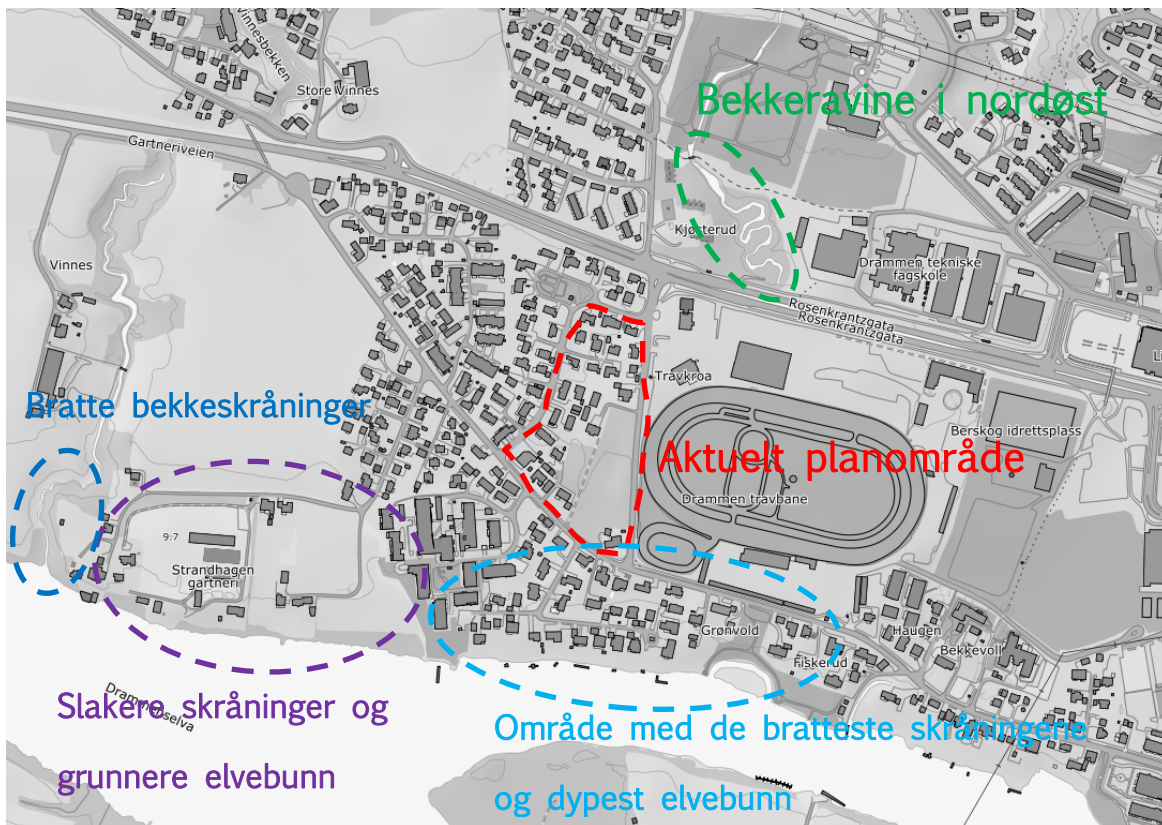 Vinnesbekken
Store Vinnes
Bekkeravine i nordøst
Gartneriveien
Kjøsterud
Vinnes
Drammen tekniske
fagskole
Rosenkrantzgata
Rosenkrantzgata
Travkroa
Bratte bekkeskråninger
Berskog idrettsplass
Aktuelt planområde
Drammen travbane
9:7
Strandhagen
gartneri
Grønvold
Haugen
Bekkevoll
Fiskerud
Drammenselva
Slakere skråninger og
grunnere elvebunn
Område med de bratteste skråningene
og dypest elvebunn